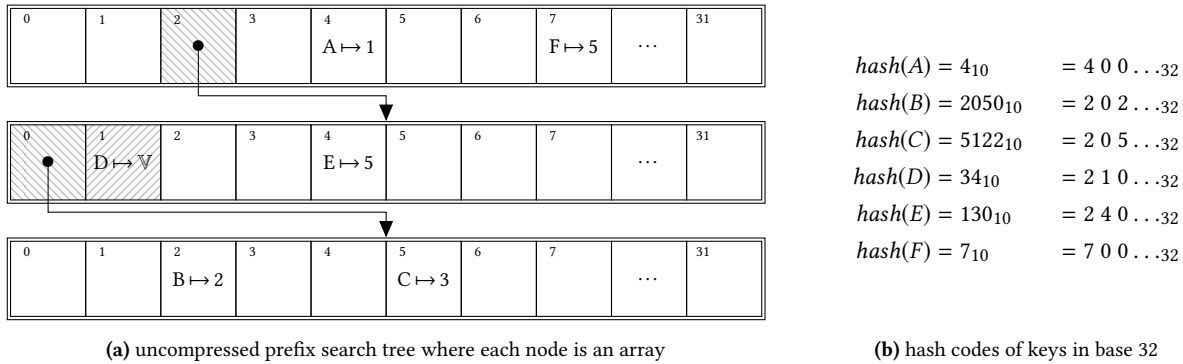 0 1 2 3 4 5 6 7 31
A ↦ 1 F ↦ 5 ⋯
0 1 2 3 4 5 6 7 31
D ↦ 𝕍 E ↦ 5 ⋯
0 1 2 3 4 5 6 7 31
B ↦ 2 C ↦ 3 ⋯
(a) uncompressed prefix search tree where each node is an array
hash(A) = 4₁₀ = 4 0 0 . . .₃₂
hash(B) = 2050₁₀ = 2 0 2 . . .₃₂
hash(C) = 5122₁₀ = 2 0 5 . . .₃₂
hash(D) = 34₁₀ = 2 1 0 . . .₃₂
hash(E) = 130₁₀ = 2 4 0 . . .₃₂
hash(F) = 7₁₀ = 7 0 0 . . .₃₂
(b) hash codes of keys in base 32